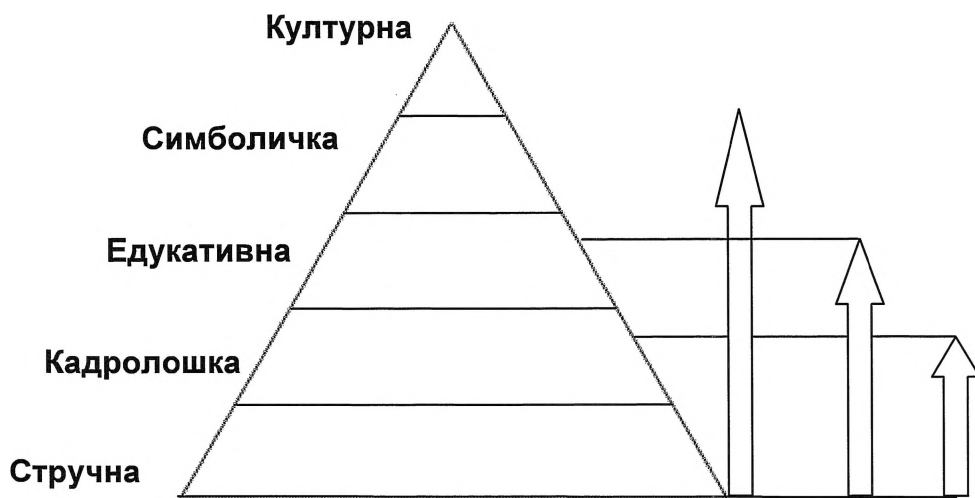 Културна
Симболичка
Едукативна
Кадролошка
Стручна